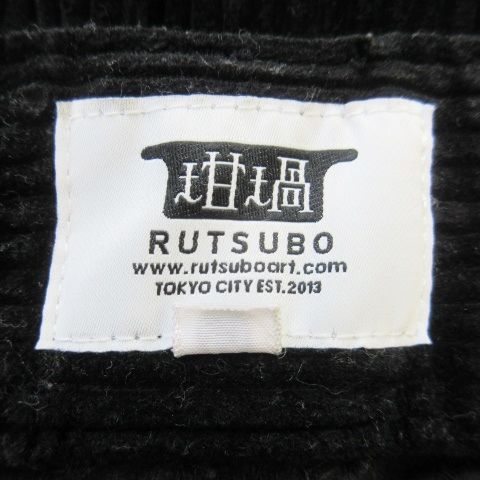 坩堝
RUTSUBO
www.rutsuboart.com
TOKYO CITY EST.2013